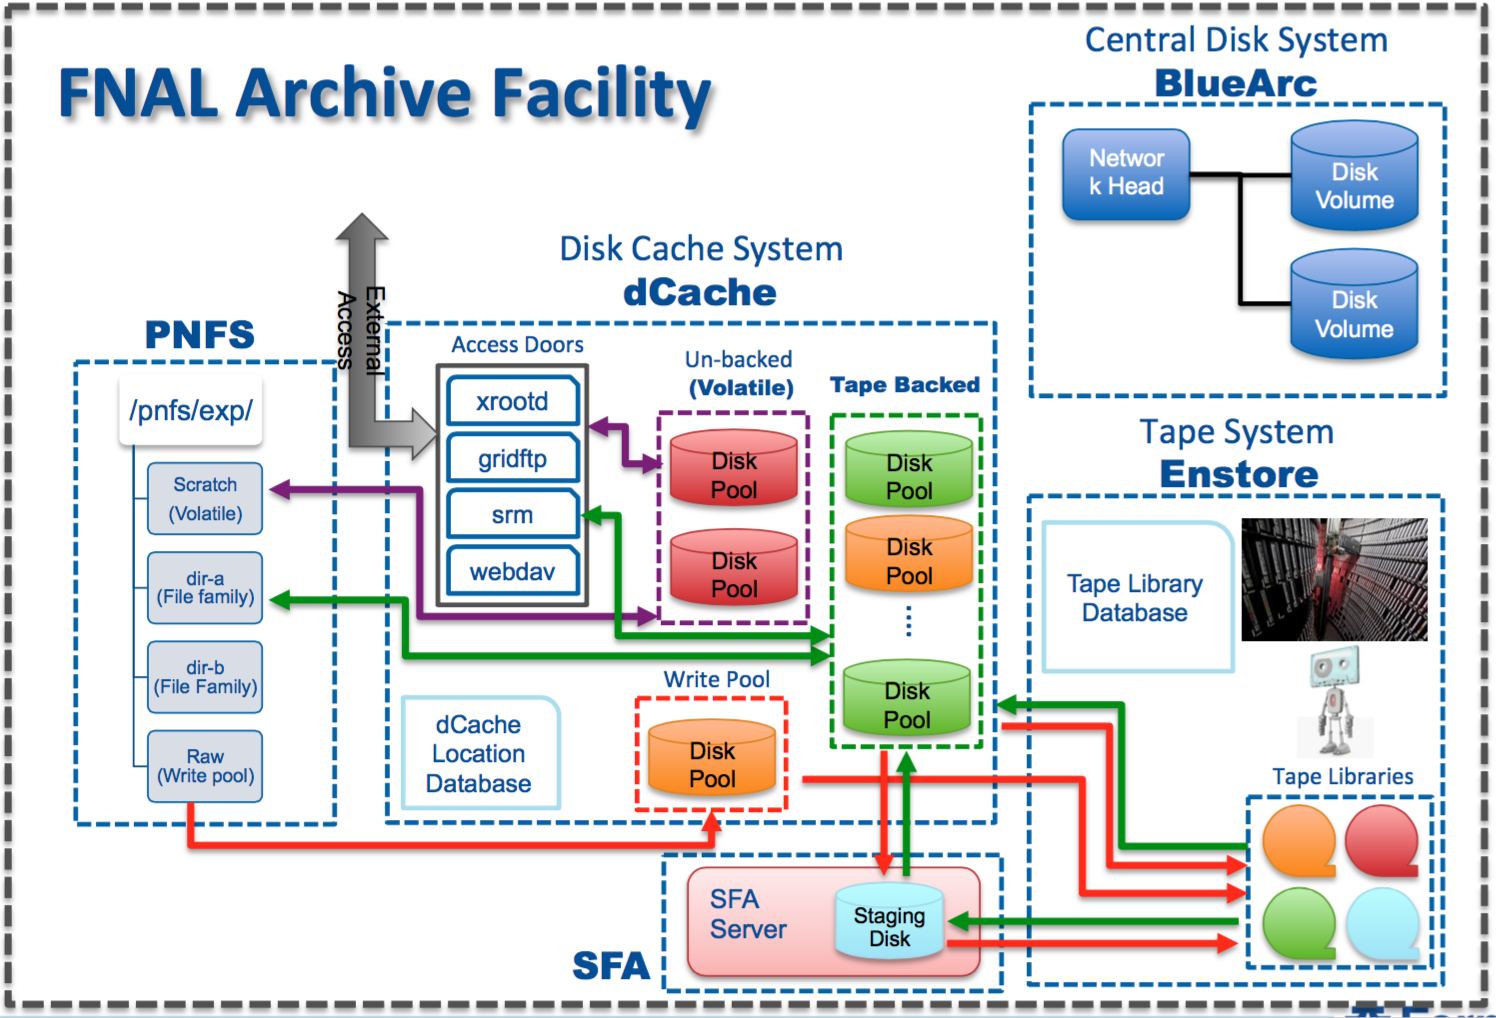 FNAL Archive Facility
Central Disk System
BlueArc
Networ
k Head
Disk
Volume
Disk
Volume
External
Access
Disk Cache System
dCache
PNFS
/pnfs/exp/
Scratch
(Volatile)
dir-a
(File family)
dir-b
(File Family)
Raw
(Write pool)
Access Doors
xrootd
gridftp
srm
webdav
Un-backed
(Volatile)
Disk
Pool
Disk
Pool
Tape Backed
Disk
Pool
Disk
Pool
Disk
Pool
Write Pool
Disk
Pool
dCache
Location
Database
Tape System
Enstore
Tape Library
Database
Tape Libraries
SFA
Server
Staging
Disk
SFA